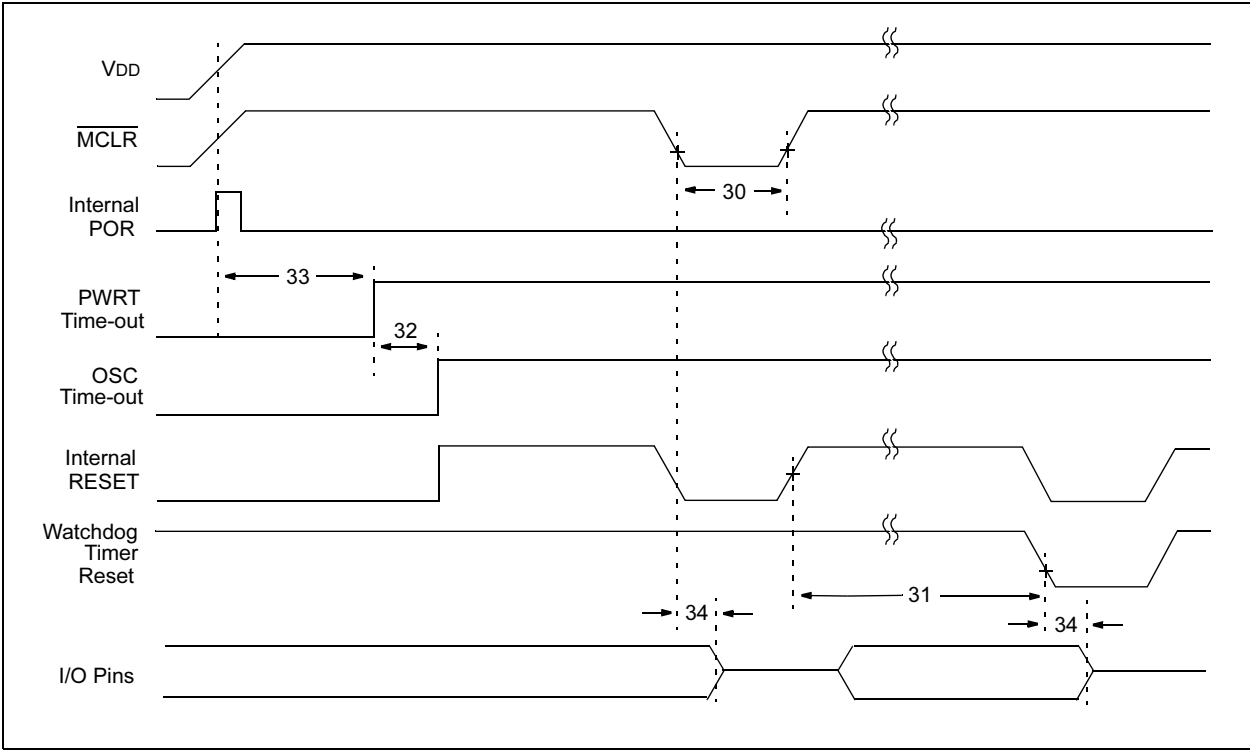 VDD
MCLR
30
Internal
POR
33
PWRT
Time-out
32
OSC
Time-out
Internal
RESET
Watchdog
Timer
Reset
31
34
34
I/O Pins